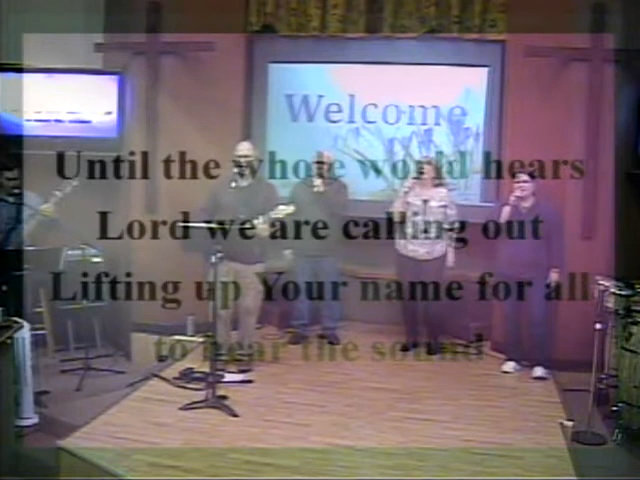 Welcome
Until the whole world hears
Lord we are calling out
Lifting up Your name for all
to hear the sound